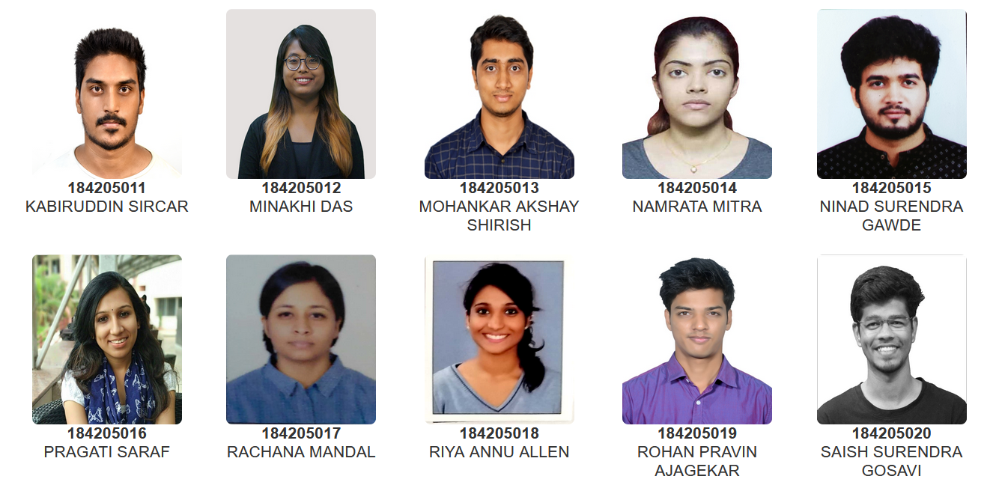 184205011
KABIRUDDIN SIRCAR
184205012
MINAKHI DAS
184205013
MOHANKAR AKSHAY
SHIRISH
184205014
NAMRATA MITRA
184205015
NINAD SURENDRA
GAWDE
184205016
PRAGATI SARAF
184205017
RACHANA MANDAL
184205018
RIYA ANNU ALLEN
184205019
ROHAN PRAVIN
AJAGEKAR
184205020
SAISH SURENDRA
GOSAVI